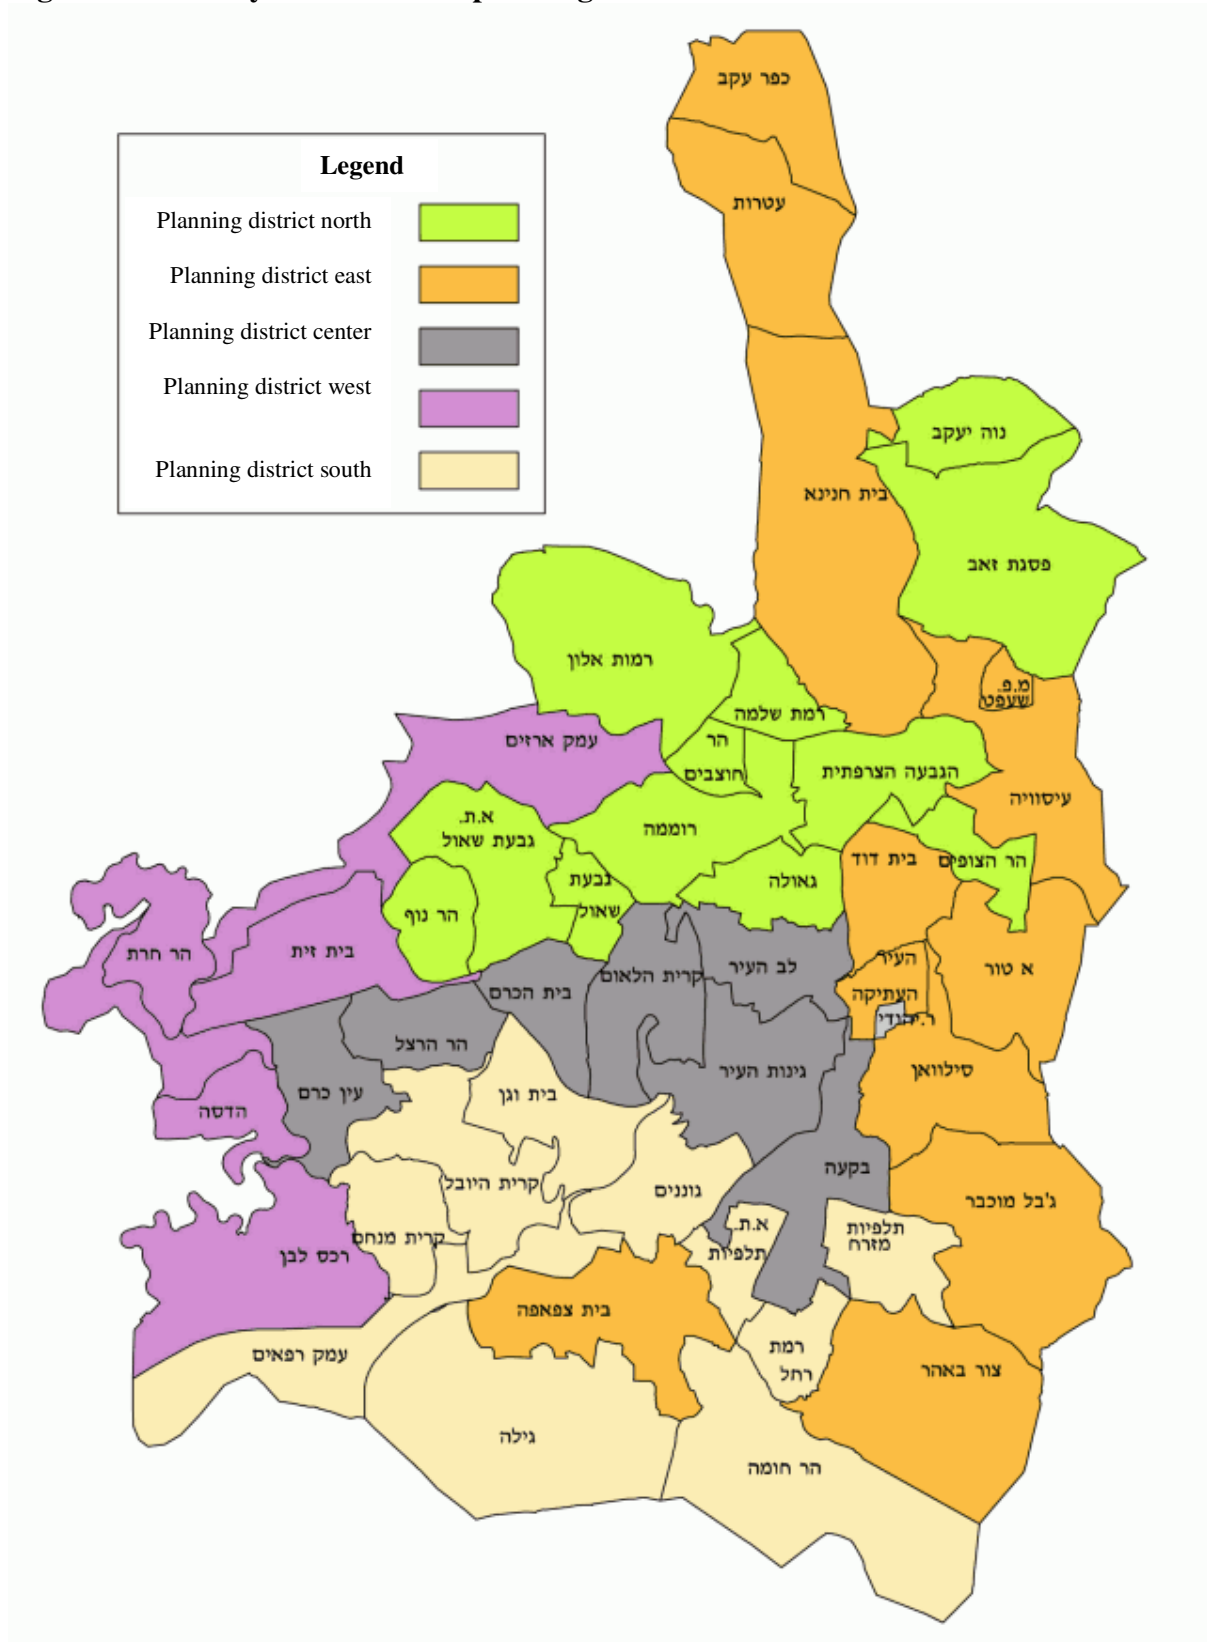 Legend
Planning district north
Planning district east
Planning district center
Planning district west
Planning district south
כפר עקב
עטרות
נוה יעקב
בית חנינא
פסגת זאב
רמות אלון
מ.פ.
שעפט
רמת שלמה
עמק ארזים
הר
חוצבים
הגבעה הצרפתית
עיסוויה
א.ת.
גבעת שאול
רוממה
בית דוד
הר הצופים
גבעת
שאול
גאולה
הר נוף
הר חרת
בית זית
קרית הלאום
לב העיר
העיר
העתיקה
ר.יהודי
א טור
בית הכרם
הר הרצל
גינות העיר
סילוואן
הדסה
עין כרם
בית וגן
בקעה
קרית היובל
גוננים
ג'בל מוכבר
א.ת.
תלפיות
תלפיות
מזרח
קרית מנחם
רכס לבן
בית צפאפה
עמק רפאים
רמת
רחל
צור באהר
גילה
הר חומה